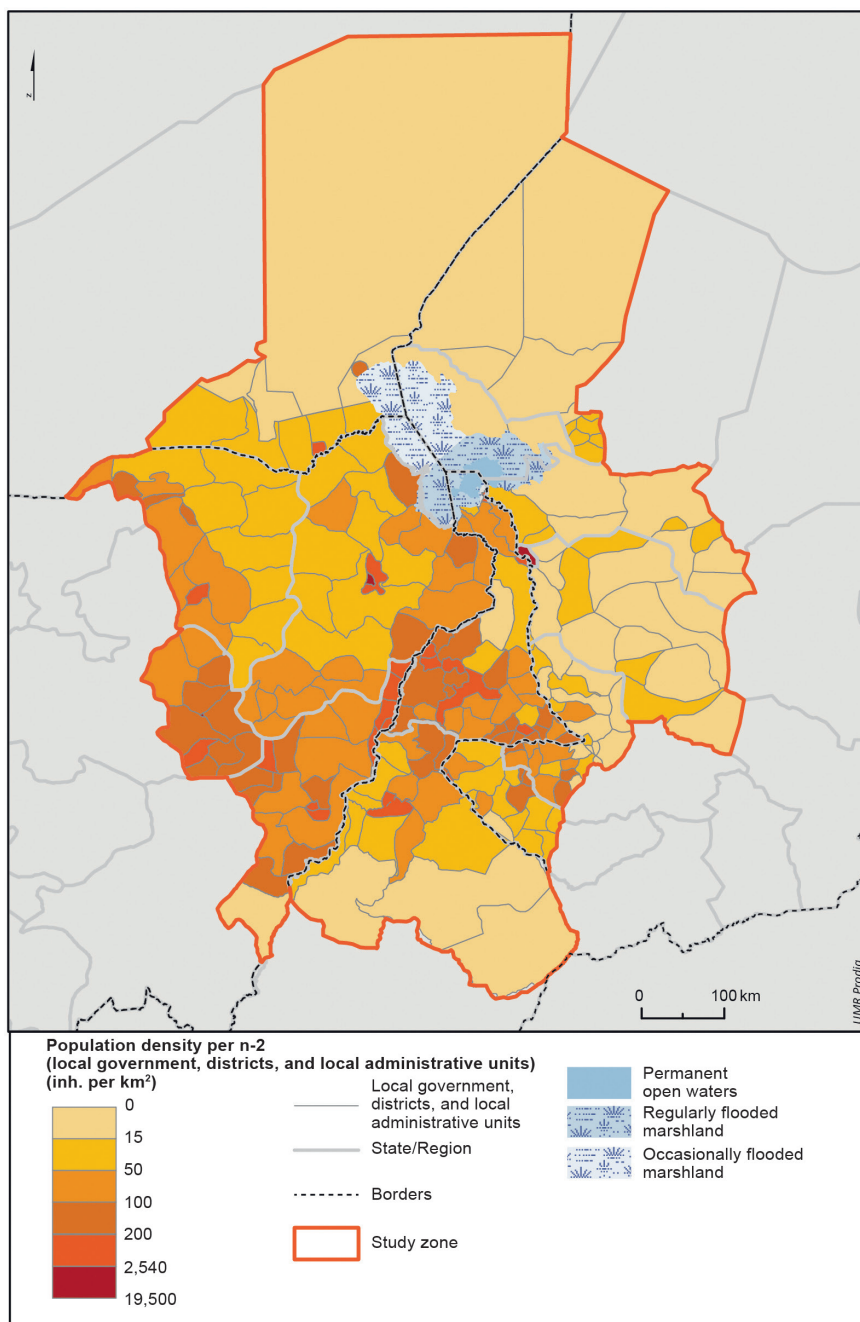 z
0 100 km
UMR Prodig
Population density per n-2
(local government, districts, and local administrative units)
(inh. per km²)
0
15
50
100
200
2,540
19,500
Local government,
districts, and local
administrative units
State/Region
Borders
Study zone
Permanent
open waters
Regularly flooded
marshland
Occasionally flooded
marshland